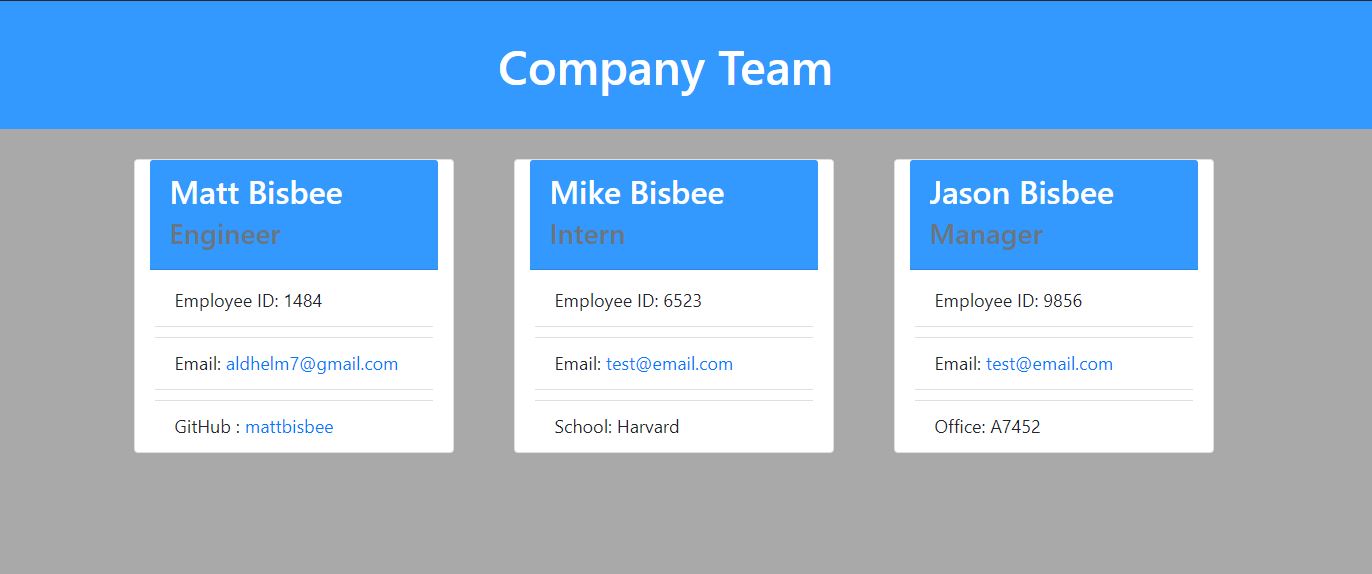 Company Team
Matt Bisbee
Engineer
Employee ID: 1484
Email: aldhelm7@gmail.com
GitHub : mattbisbee
Mike Bisbee
Intern
Employee ID: 6523
Email: test@email.com
School: Harvard
Jason Bisbee
Manager
Employee ID: 9856
Email: test@email.com
Office: A7452